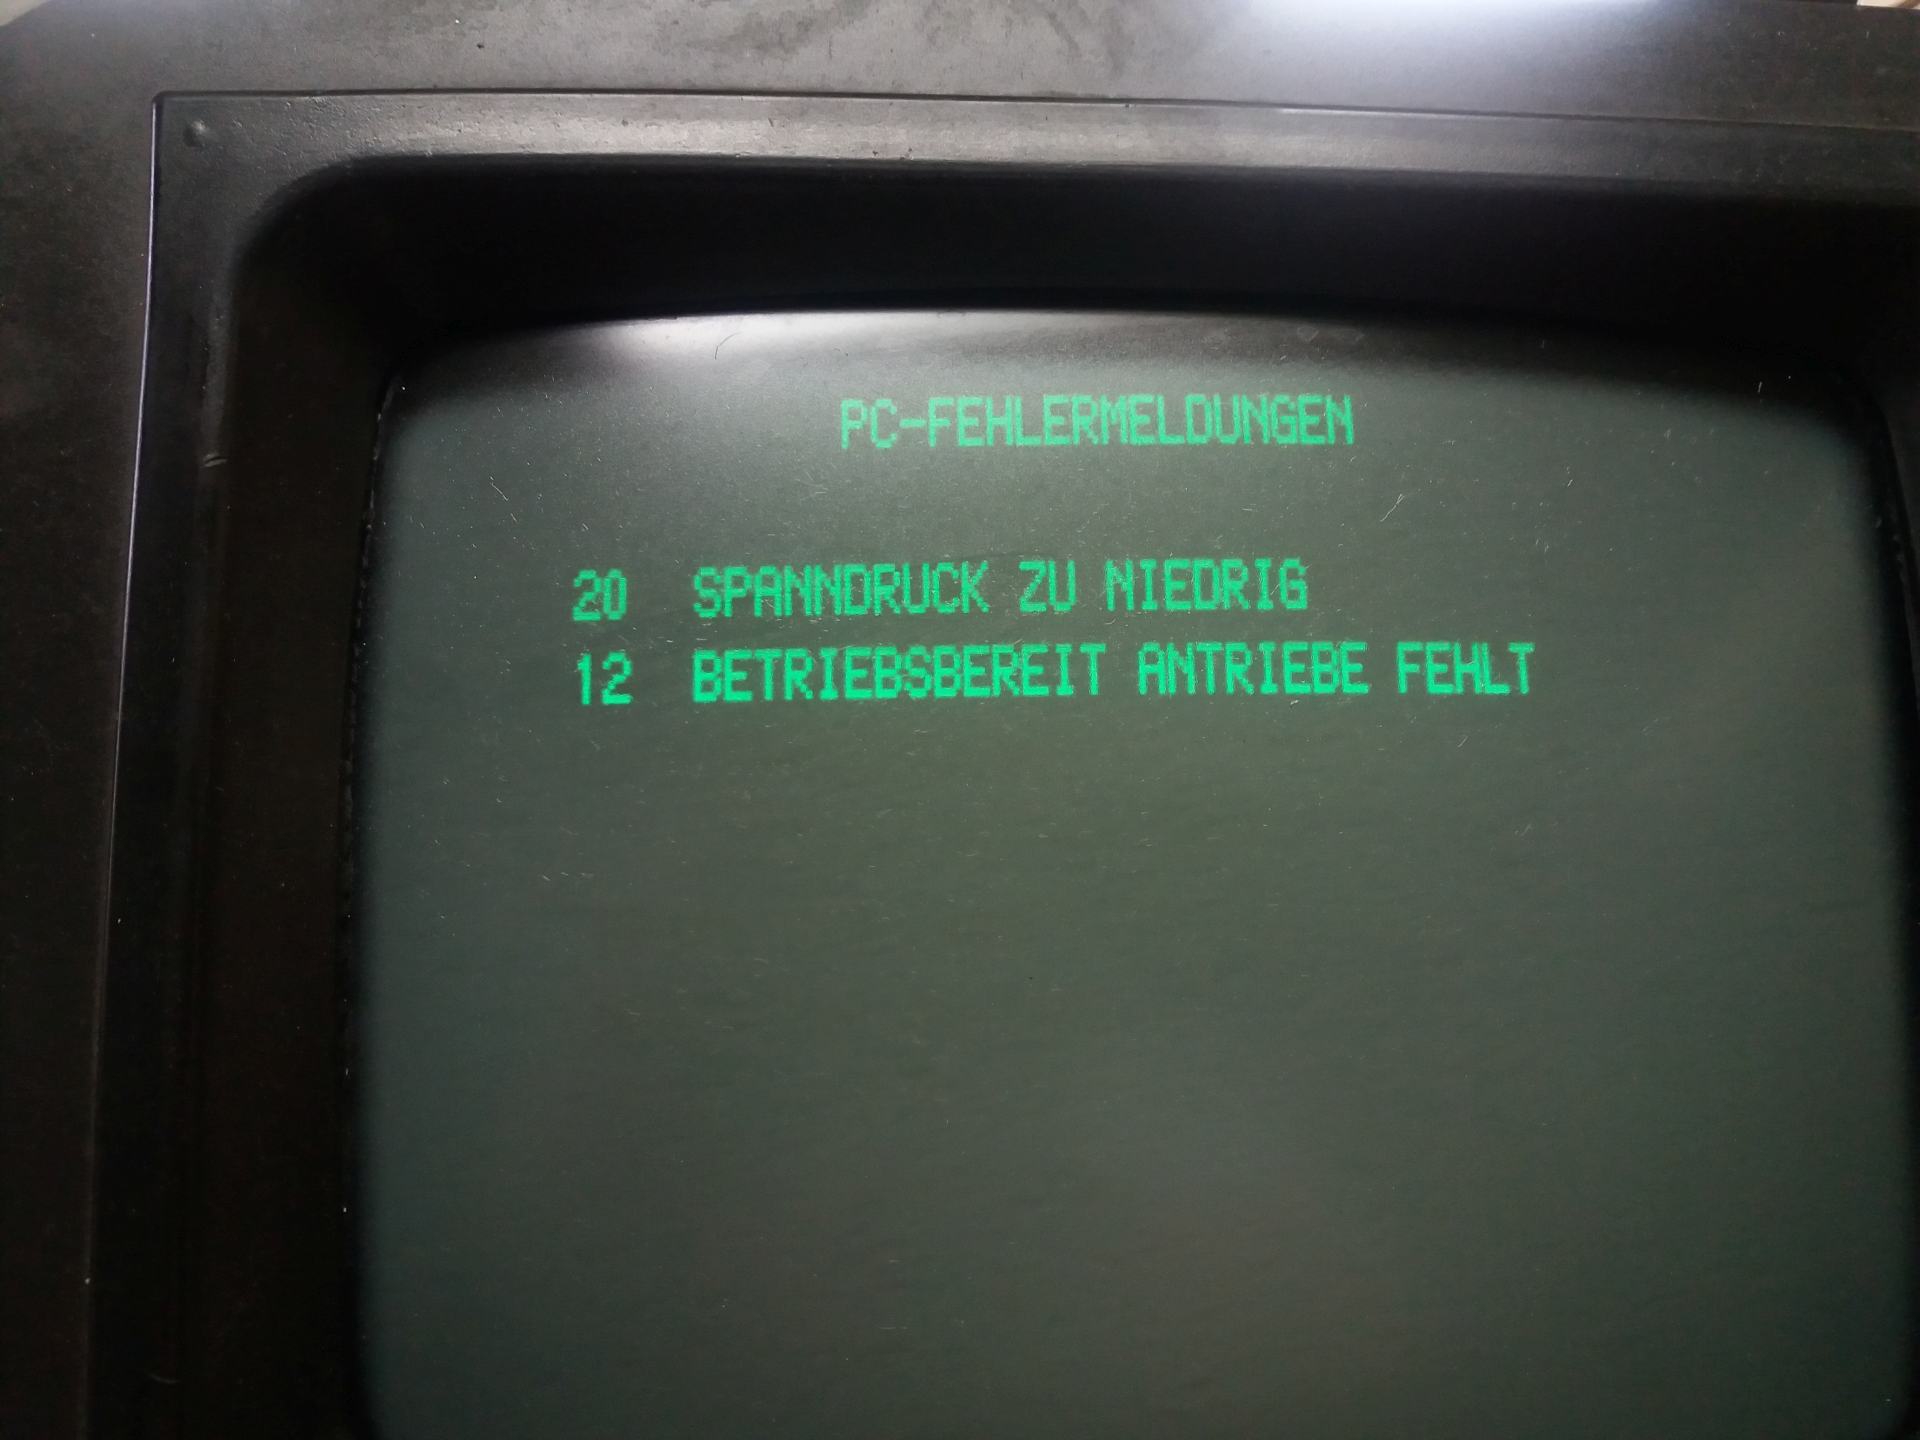 PC-FEHLERMELDUNGEN
20 SPANNDRUCK ZU NIEDRIG
12 BETRIEBSBEREIT ANTRIEBE FEHLT